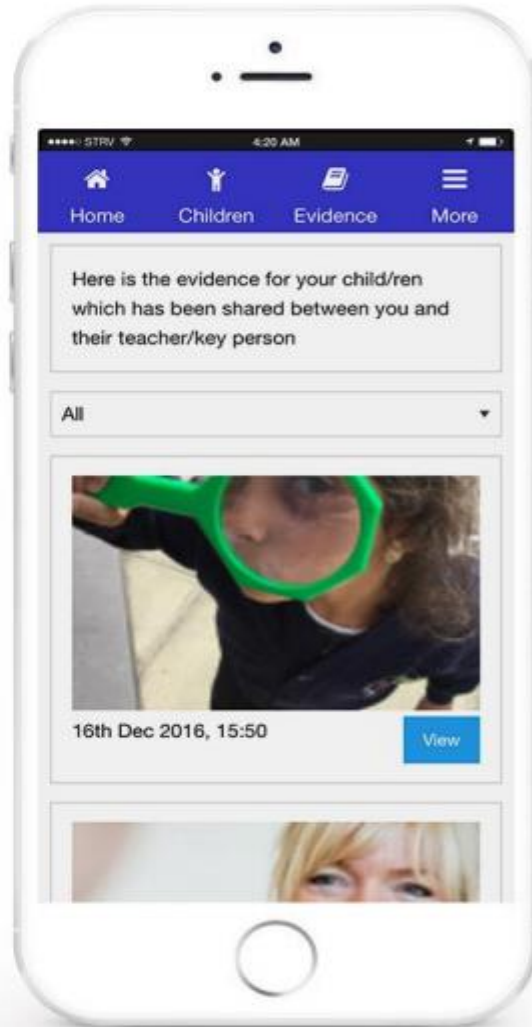 STRV 4:20 AM
Home Children Evidence More
Here is the evidence for your child/ren
which has been shared between you and
their teacher/key person
All
16th Dec 2016, 15:50
View